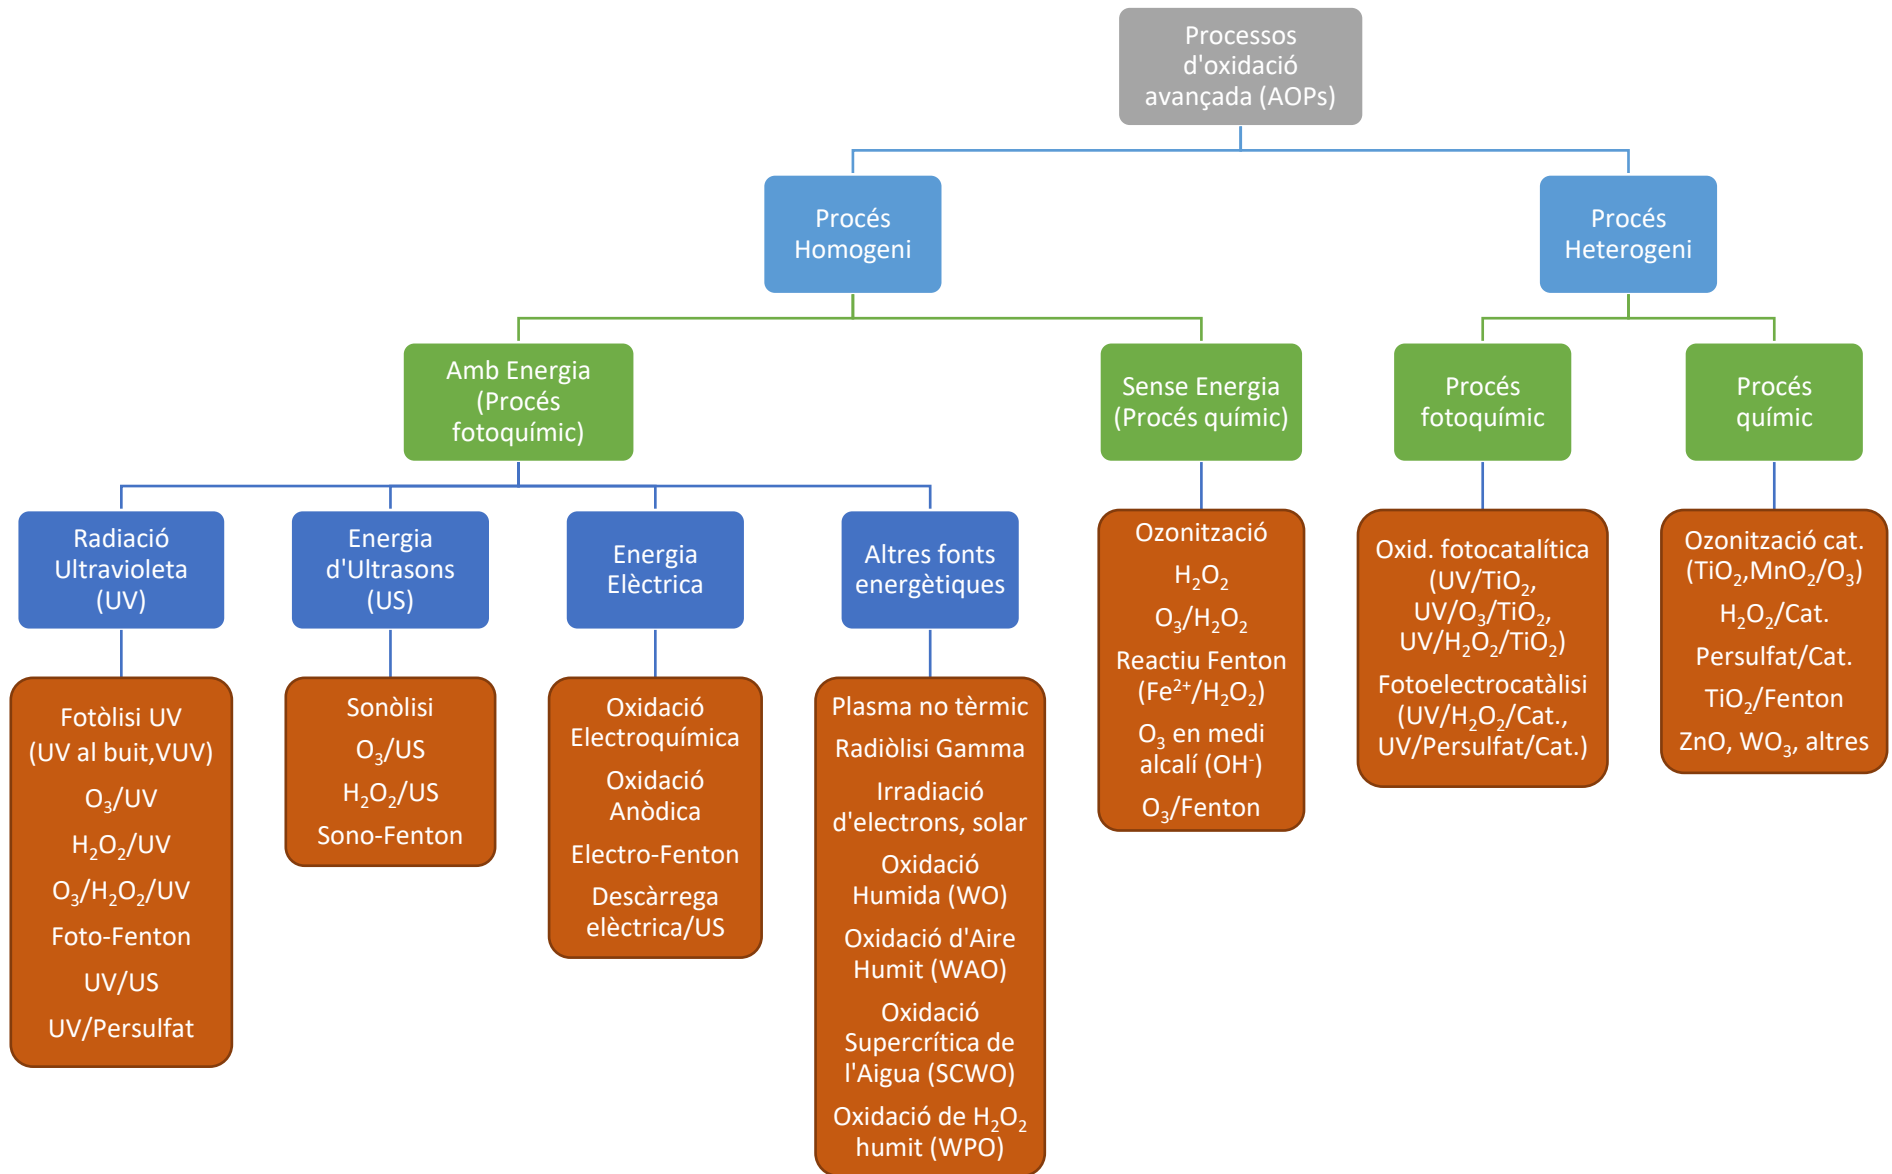 Processos
d'oxidació
avançada (AOPs)
Procés
Homogeni
Procés
Heterogeni
Amb Energia
(Procés
fotoquímic)
Sense Energia
(Procés químic)
Procés
fotoquímic
Procés
químic
Radiació
Ultravioleta
(UV)
Energia
d'Ultrasons
(US)
Energia
Elèctrica
Altres fonts
energètiques
Fotòlisi UV
(UV al buit,VUV)
O₃/UV
H₂O₂/UV
O₃/H₂O₂/UV
Foto-Fenton
UV/US
UV/Persulfat
Sonòlisi
O₃/US
H₂O₂/US
Sono-Fenton
Oxidació
Electroquímica
Oxidació
Anòdica
Electro-Fenton
Descàrrega
elèctrica/US
Plasma no tèrmic
Radiòlisi Gamma
Irradiació
d'electrons, solar
Oxidació
Humida (WO)
Oxidació d'Aire
Humit (WAO)
Oxidació
Supercrítica de
l'Aigua (SCWO)
Oxidació de H₂O₂
humit (WPO)
Ozonització
H₂O₂
O₃/H₂O₂
Reactiu Fenton
(Fe²⁺/H₂O₂)
O₃ en medi
alcalí (OH⁻)
O₃/Fenton
Oxid. fotocatalítica
(UV/TiO₂,
UV/O₃/TiO₂,
UV/H₂O₂/TiO₂)
Fotoelectrocatàlisi
(UV/H₂O₂/Cat.,
UV/Persulfat/Cat.)
Ozonització cat.
(TiO₂,MnO₂/O₃)
H₂O₂/Cat.
Persulfat/Cat.
TiO₂/Fenton
ZnO, WO₃, altres